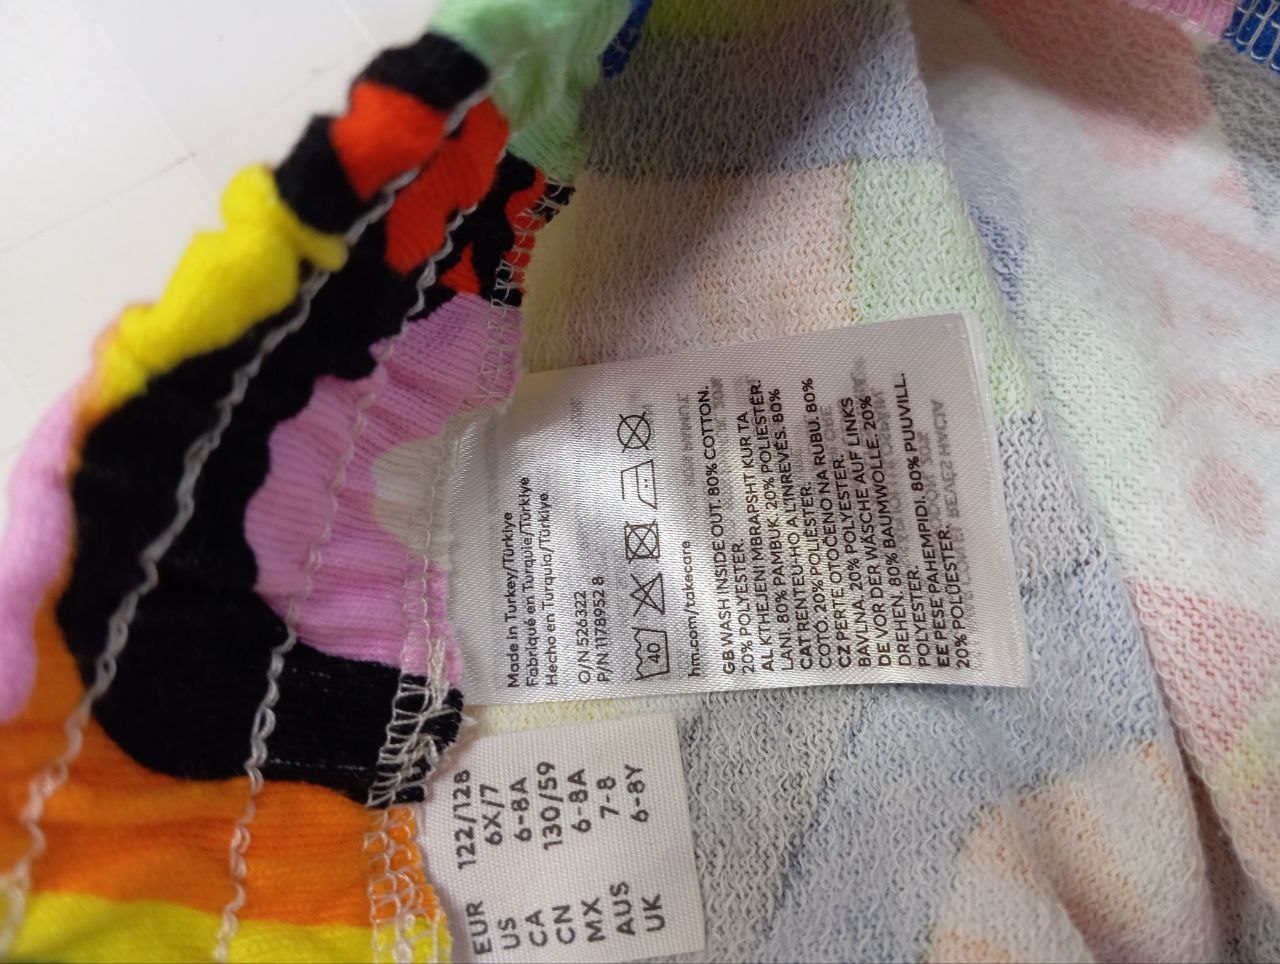 Made in Turkey/Türkiye
Fabriqué en Turquie/Türkiye
Hecho en Turquía/Türkiye
O/N 526322
P/N 1178952 8
40
hm.com/takecare
GB WASH INSIDE OUT. 80% COTTON.
20% POLYESTER.
AL KTHEJENI MBRAPSHT KUR TA
LANI. 80% PAMBUK. 20% POLIESTER.
CAT RENTEU-HO A L'INREVÉS. 80%
COTÓ. 20% POLIÈSTER.
CZ PERTE OTOČENO NA RUBU. 80%
BAVLNA. 20% POLYESTER.
DE VOR DER WÄSCHE AUF LINKS
DREHEN. 80% BAUMWOLLE. 20%
POLYESTER.
EE PESE PAHEMPIDI. 80% PUUVILL.
20% POLÜESTER.
EUR 122/128
US 6X/7
CA 6-8A
CN 130/59
MX 6-8A
AUS 7-8
UK 6-8Y